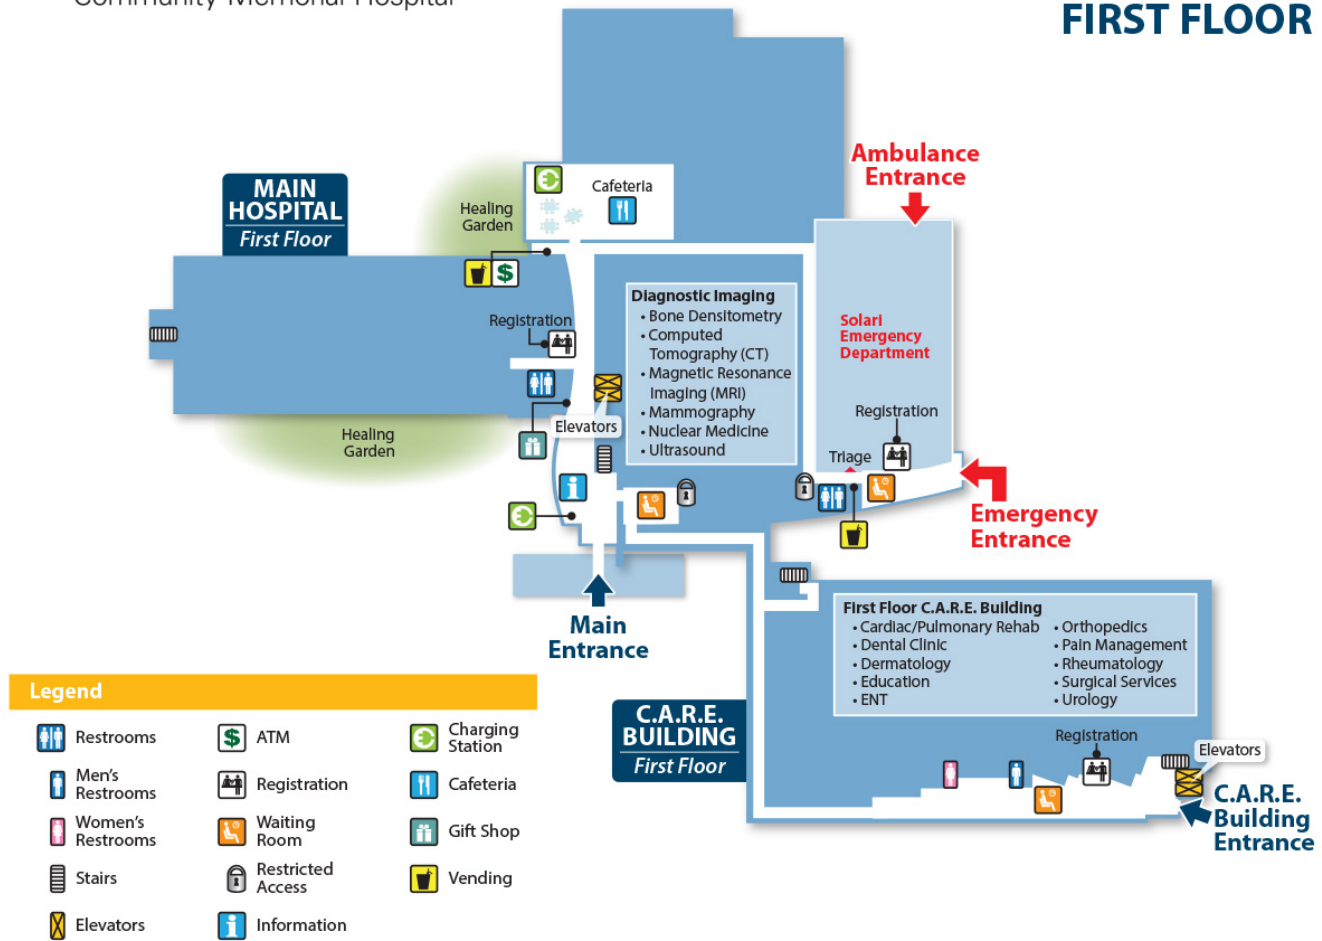 Community Memorial Hospital
FIRST FLOOR
Ambulance
Entrance
MAIN
HOSPITAL
First Floor
Healing
Garden
Cafeteria
Registration
Diagnostic Imaging
• Bone Densitometry
• Computed
Tomography (CT)
• Magnetic Resonance
Imaging (MRI)
• Mammography
• Nuclear Medicine
• Ultrasound
Solari
Emergency
Department
Registration
Triage
Elevators
Healing
Garden
Emergency
Entrance
Main
Entrance
First Floor C.A.R.E. Building
• Cardiac/Pulmonary Rehab
• Dental Clinic
• Dermatology
• Education
• ENT
• Orthopedics
• Pain Management
• Rheumatology
• Surgical Services
• Urology
C.A.R.E.
BUILDING
First Floor
Registration
Elevators
C.A.R.E.
Building
Entrance
Legend
Restrooms
Men's
Restrooms
Women's
Restrooms
Stairs
Elevators
ATM
Registration
Waiting
Room
Restricted
Access
Information
Charging
Station
Cafeteria
Gift Shop
Vending